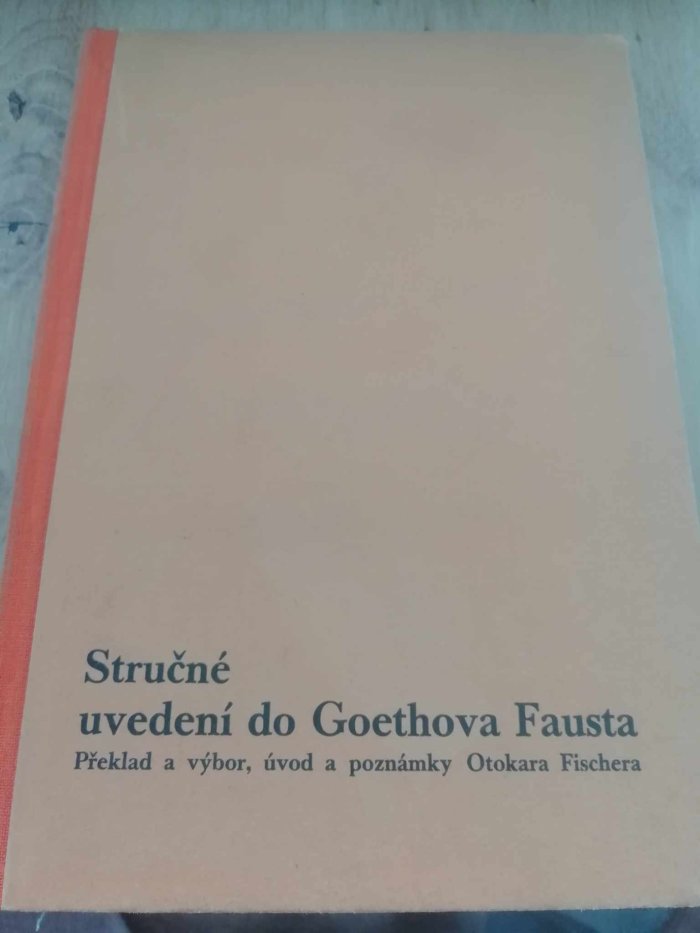 Stručné
uvedení do Goethova Fausta
Překlad a výbor, úvod a poznámky Otokara Fischera